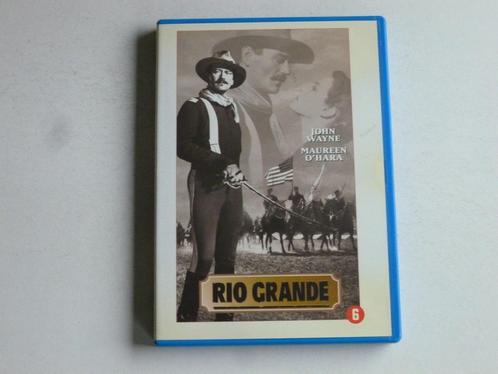 JOHN
WAYNE
MAUREEN
O'HARA
RIO GRANDE
6